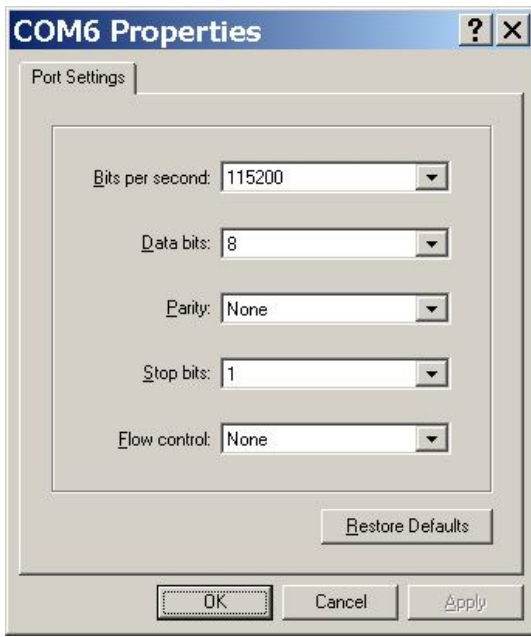 COM6 Properties
Port Settings
Bits per second: 115200
Data bits: 8
Parity: None
Stop bits: 1
Flow control: None
Restore Defaults
OK Cancel Apply